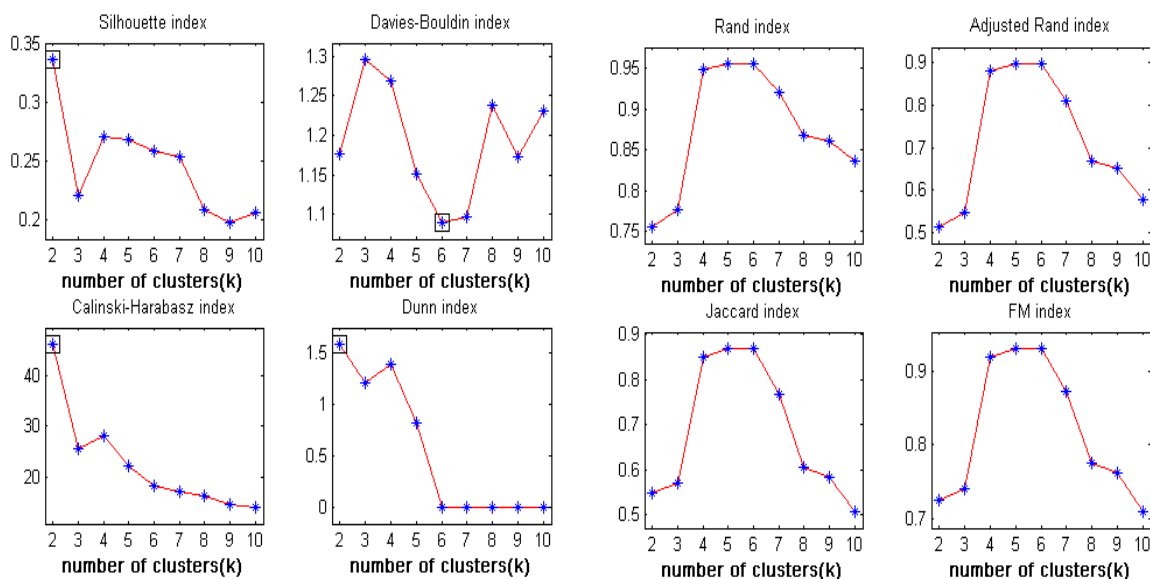 Silhouette index
0.35
0.3
0.25
0.2
2 3 4 5 6 7 8 9 10
number of clusters(k)
Davies-Bouldin index
1.3
1.25
1.2
1.15
1.1
2 3 4 5 6 7 8 9 10
number of clusters(k)
Rand index
0.95
0.9
0.85
0.8
0.75
2 3 4 5 6 7 8 9 10
number of clusters(k)
Adjusted Rand index
0.9
0.8
0.7
0.6
0.5
2 3 4 5 6 7 8 9 10
number of clusters(k)
Calinski-Harabasz index
40
30
20
2 3 4 5 6 7 8 9 10
number of clusters(k)
Dunn index
1.5
1
0.5
0
2 3 4 5 6 7 8 9 10
number of clusters(k)
Jaccard index
0.9
0.8
0.7
0.6
0.5
2 3 4 5 6 7 8 9 10
number of clusters(k)
FM index
0.9
0.8
0.7
2 3 4 5 6 7 8 9 10
number of clusters(k)